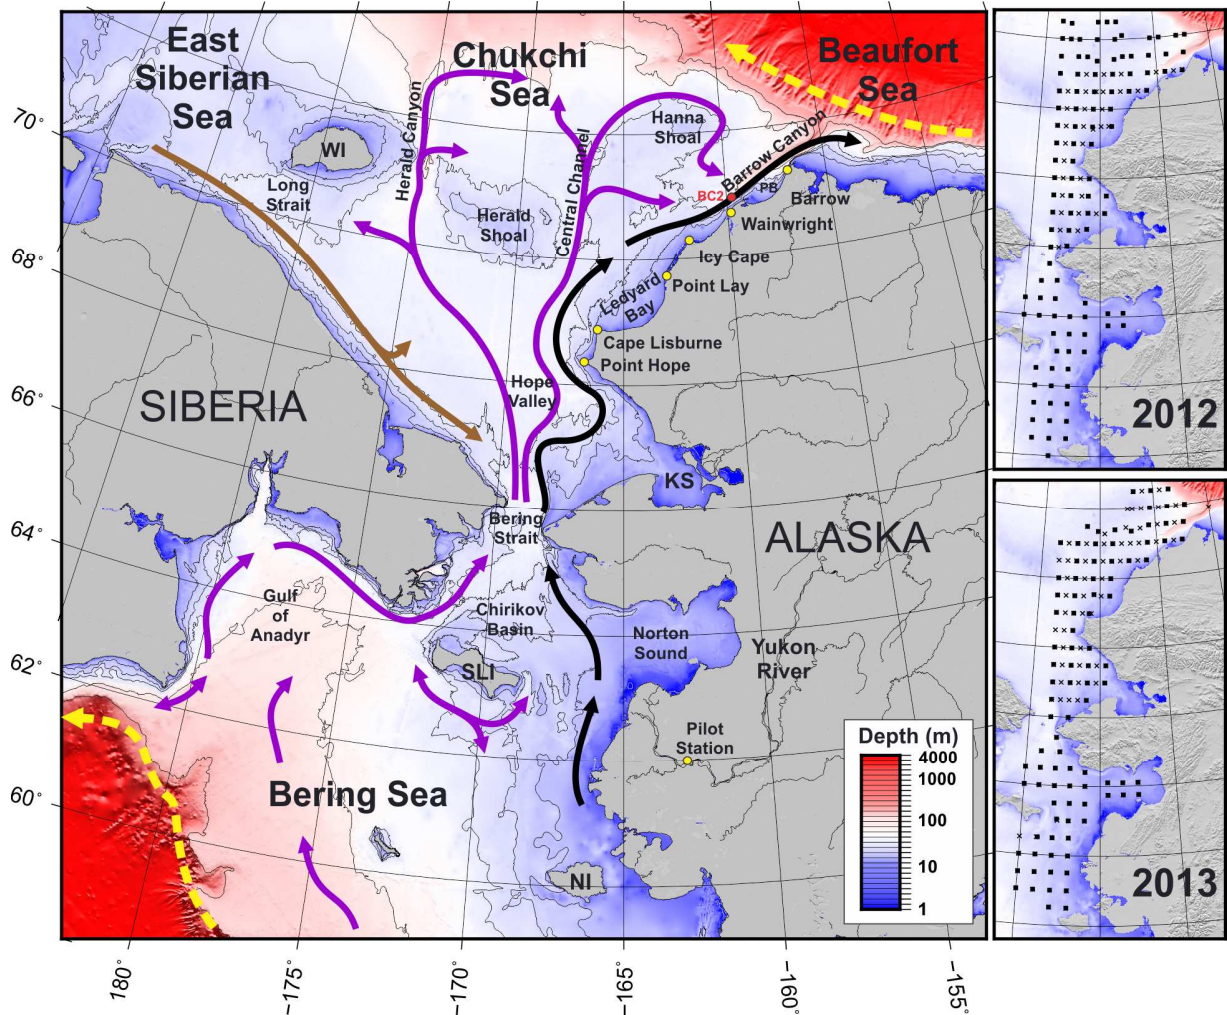 East
Siberian
Sea
Chukchi
Sea
Beaufort
Sea
WI
Long
Strait
Herald Canyon
Herald
Shoal
Central Channel
Hanna
Shoal
Barrow Canyon
BC2
PB
Barrow
Wainwright
Icy Cape
Point Lay
Ledyard
Bay
Cape Lisburne
Point Hope
Hope
Valley
SIBERIA
KS
Bering
Strait
ALASKA
Gulf
of
Anadyr
Chirikov
Basin
Norton
Sound
SLI
Yukon
River
Pilot
Station
Bering Sea
NI
Depth (m)
4000
1000
100
10
1
70°
68°
66°
64°
62°
60°
180°
-175°
-170°
-165°
-160°
-155°
2012
2013